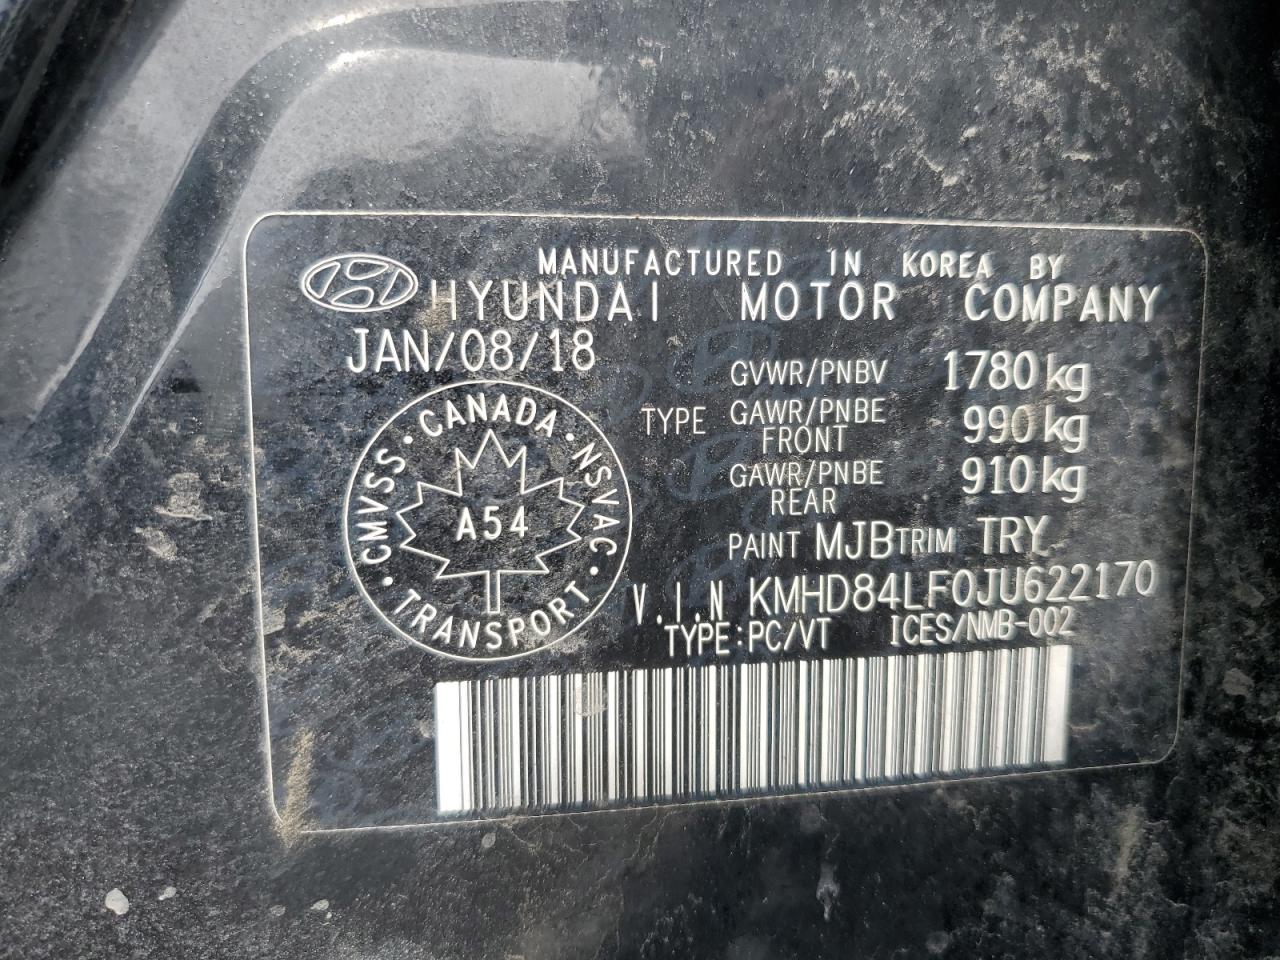 MANUFACTURED IN KOREA BY
HYUNDAI MOTOR COMPANY
JAN/08/18
GVWR/PNBV 1780 kg
TYPE GAWR/PNBE FRONT 990 kg
GAWR/PNBE REAR 910 kg
CANADA · NSVAC · TRANSPORT · CMVSS ·
A54
PAINT MJB TRIM TRY
V.I.N KMHD84LF0JU622170
TYPE:PC/VT ICES/NMB-002